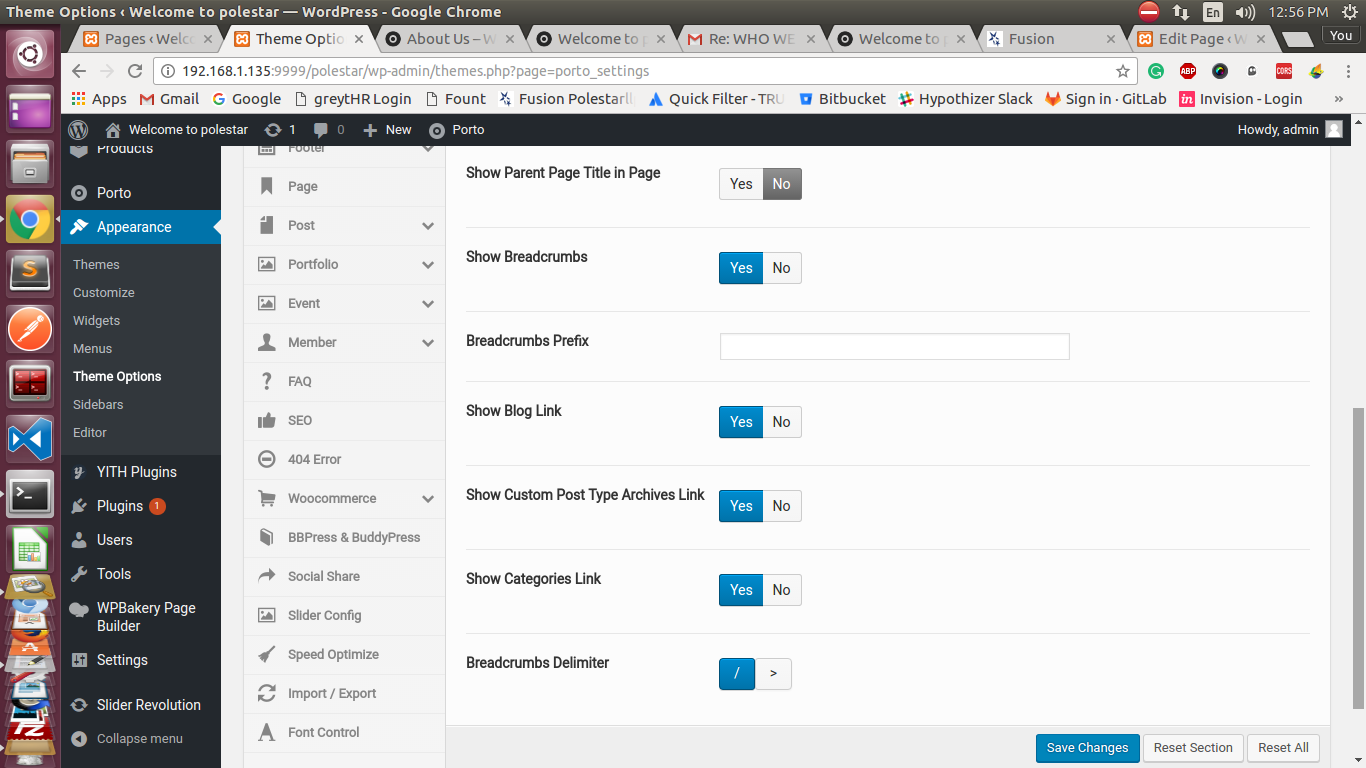 Theme Options ‹ Welcome to polestar — WordPress - Google Chrome
En
12:56 PM
Pages ‹ Welc
Theme Optio
About Us – W
Welcome to p
Re: WHO WE
Welcome to p
Fusion
Edit Page ‹ W
You
192.168.1.135:9999/polestar/wp-admin/themes.php?page=porto_settings
ABP
CORS
Apps
Gmail
Google
greytHR Login
Fount
Fusion Polestarll
Quick Filter - TRU
Bitbucket
Hypothizer Slack
Sign in · GitLab
in
Invision - Login
»
Welcome to polestar
1
0
New
Porto
Howdy, admin
Products
Porto
Appearance
Themes
Customize
Widgets
Menus
Theme Options
Sidebars
Editor
YITH Plugins
Plugins 1
Users
Tools
WPBakery Page
Builder
Settings
Slider Revolution
Collapse menu
Footer
Page
Post
Portfolio
Event
Member
FAQ
SEO
404 Error
Woocommerce
BBPress & BuddyPress
Social Share
Slider Config
Speed Optimize
Import / Export
Font Control
Show Parent Page Title in Page
Yes No
Show Breadcrumbs
Yes No
Breadcrumbs Prefix
Show Blog Link
Yes No
Show Custom Post Type Archives Link
Yes No
Show Categories Link
Yes No
Breadcrumbs Delimiter
/ >
Save Changes
Reset Section
Reset All